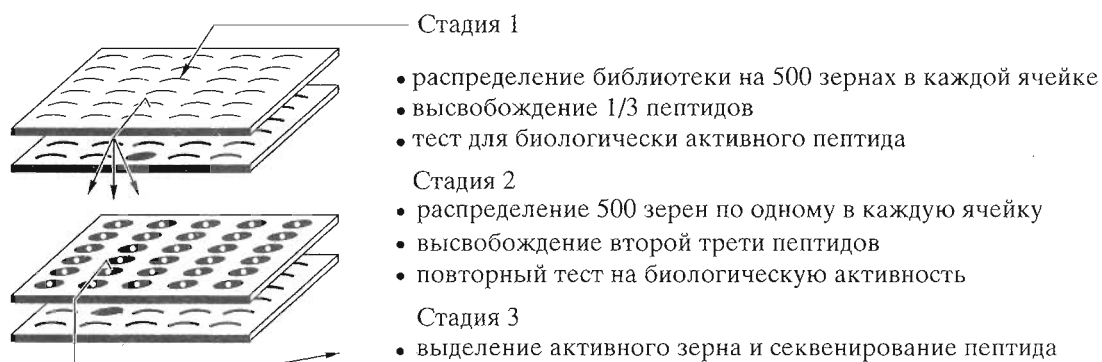 Стадия 1
• распределение библиотеки на 500 зернах в каждой ячейке
• высвобождение 1/3 пептидов
• тест для биологически активного пептида
Стадия 2
• распределение 500 зерен по одному в каждую ячейку
• высвобождение второй трети пептидов
• повторный тест на биологическую активность
Стадия 3
• выделение активного зерна и секвенирование пептида